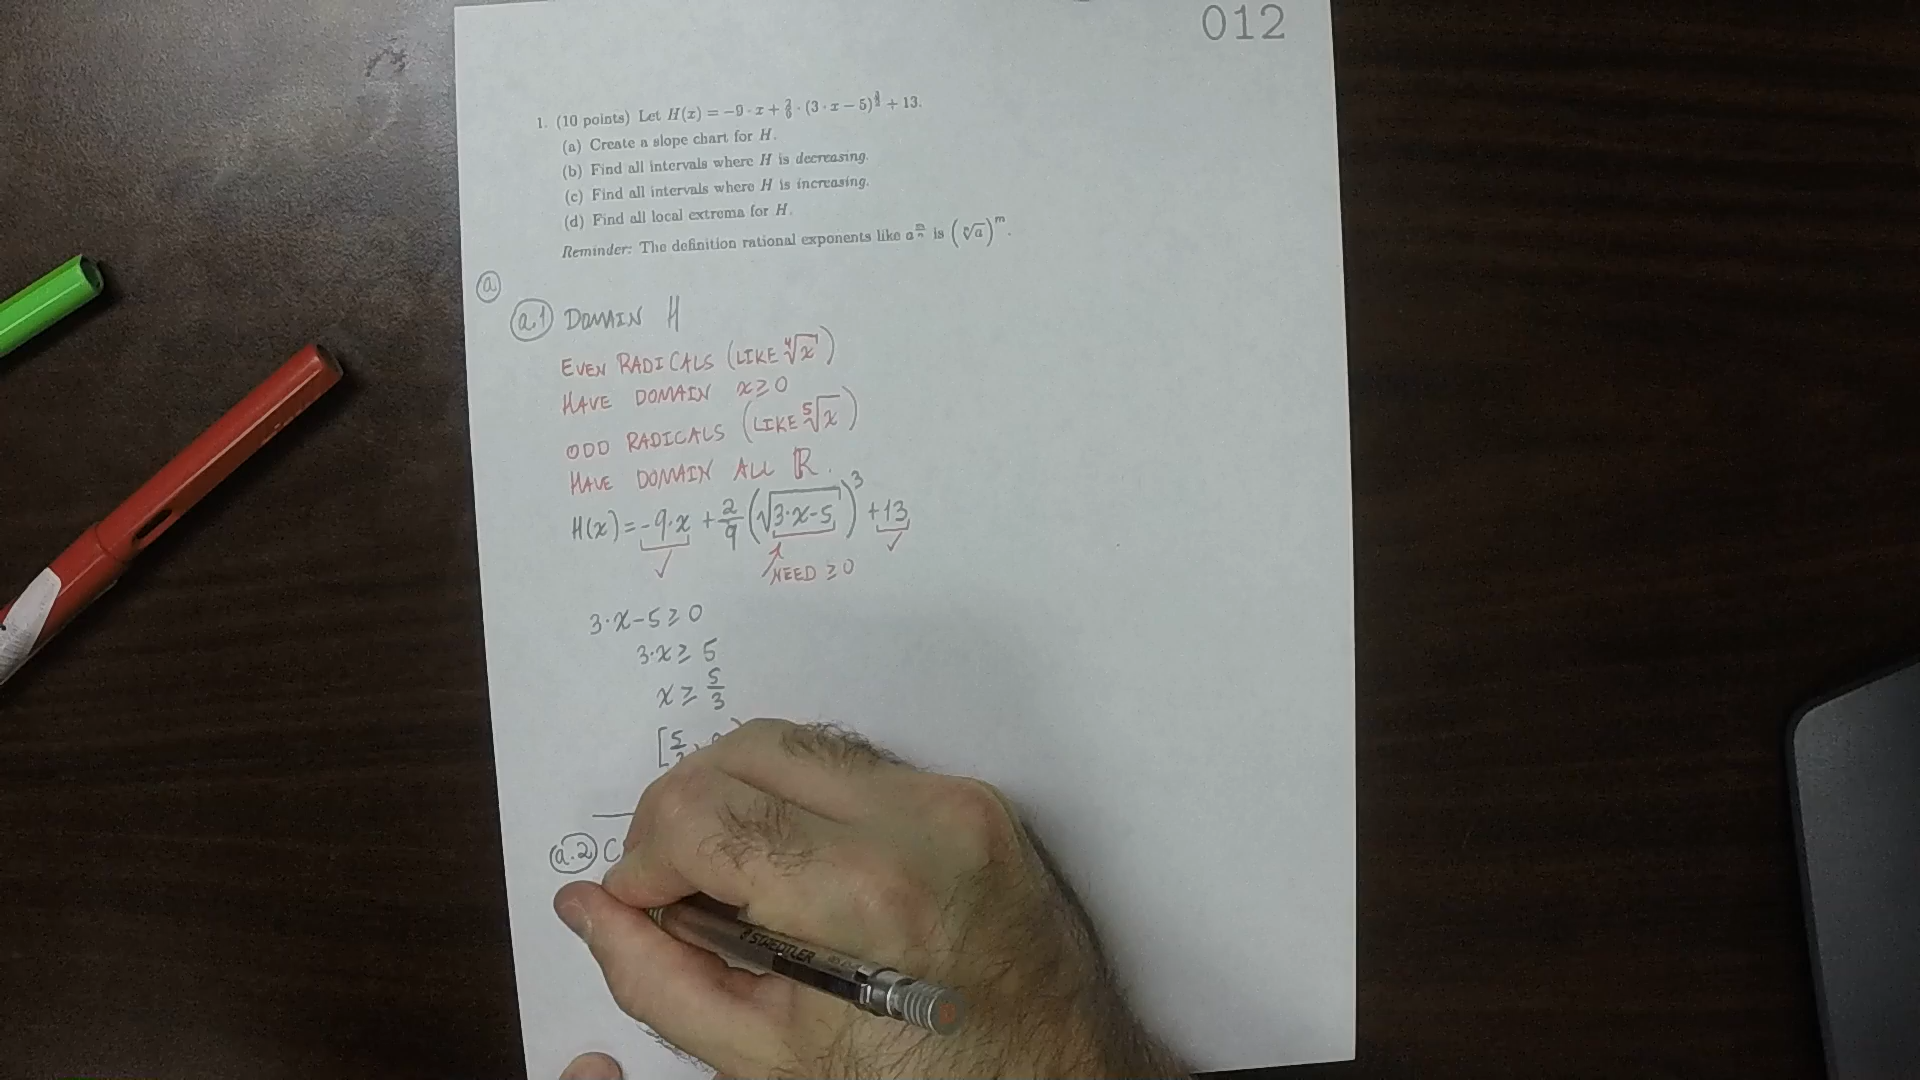 012
1. (10 points) Let H(x) = −9 · x + 2/9 · (3 · x − 5)^{3/2} + 13.
(a) Create a slope chart for H.
(b) Find all intervals where H is decreasing.
(c) Find all intervals where H is increasing.
(d) Find all local extrema for H.
Reminder: The definition rational exponents like a^{m/n} is (ⁿ√a)^m.
a
a.1 DOMAIN H
EVEN RADICALS (LIKE ⁴√x)
HAVE DOMAIN x ≥ 0
ODD RADICALS (LIKE ⁵√x)
HAVE DOMAIN ALL ℝ.
H(x) = -9·x + 2/9 (√(3·x-5))³ + 13
✓ NEED ≥ 0 ✓
3·x-5 ≥ 0
3·x ≥ 5
x ≥ 5/3
[5
a.2 C
STAEDTLER